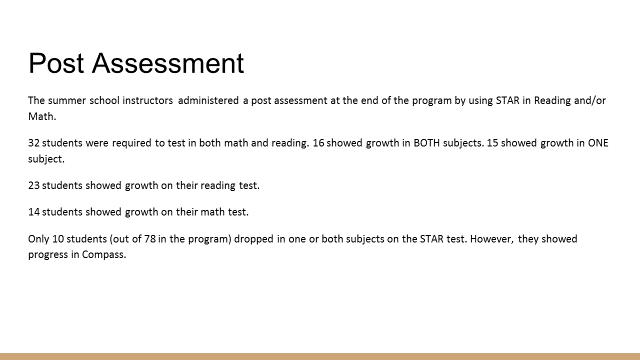 Post Assessment
The summer school instructors administered a post assessment at the end of the program by using STAR in Reading and/or
Math.
32 students were required to test in both math and reading. 16 showed growth in BOTH subjects. 15 showed growth in ONE
subject.
23 students showed growth on their reading test.
14 students showed growth on their math test.
Only 10 students (out of 78 in the program) dropped in one or both subjects on the STAR test. However, they showed
progress in Compass.